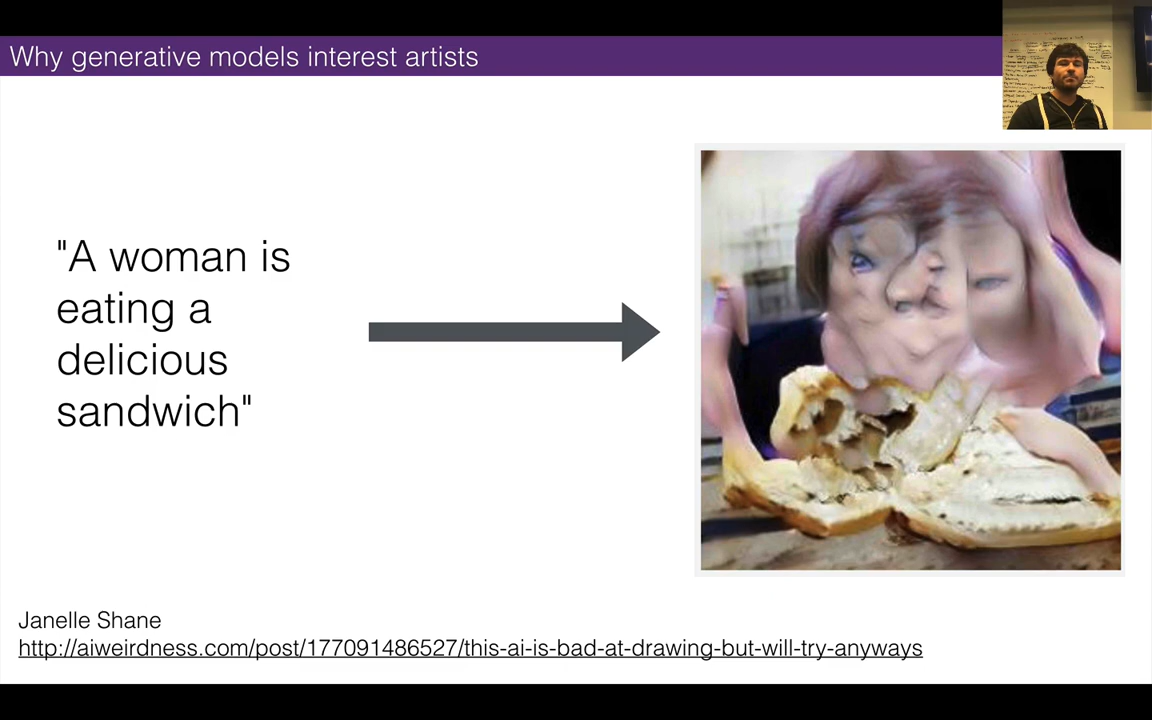 Why generative models interest artists
"A woman is
eating a
delicious
sandwich"
Janelle Shane
http://aiweirdness.com/post/177091486527/this-ai-is-bad-at-drawing-but-will-try-anyways